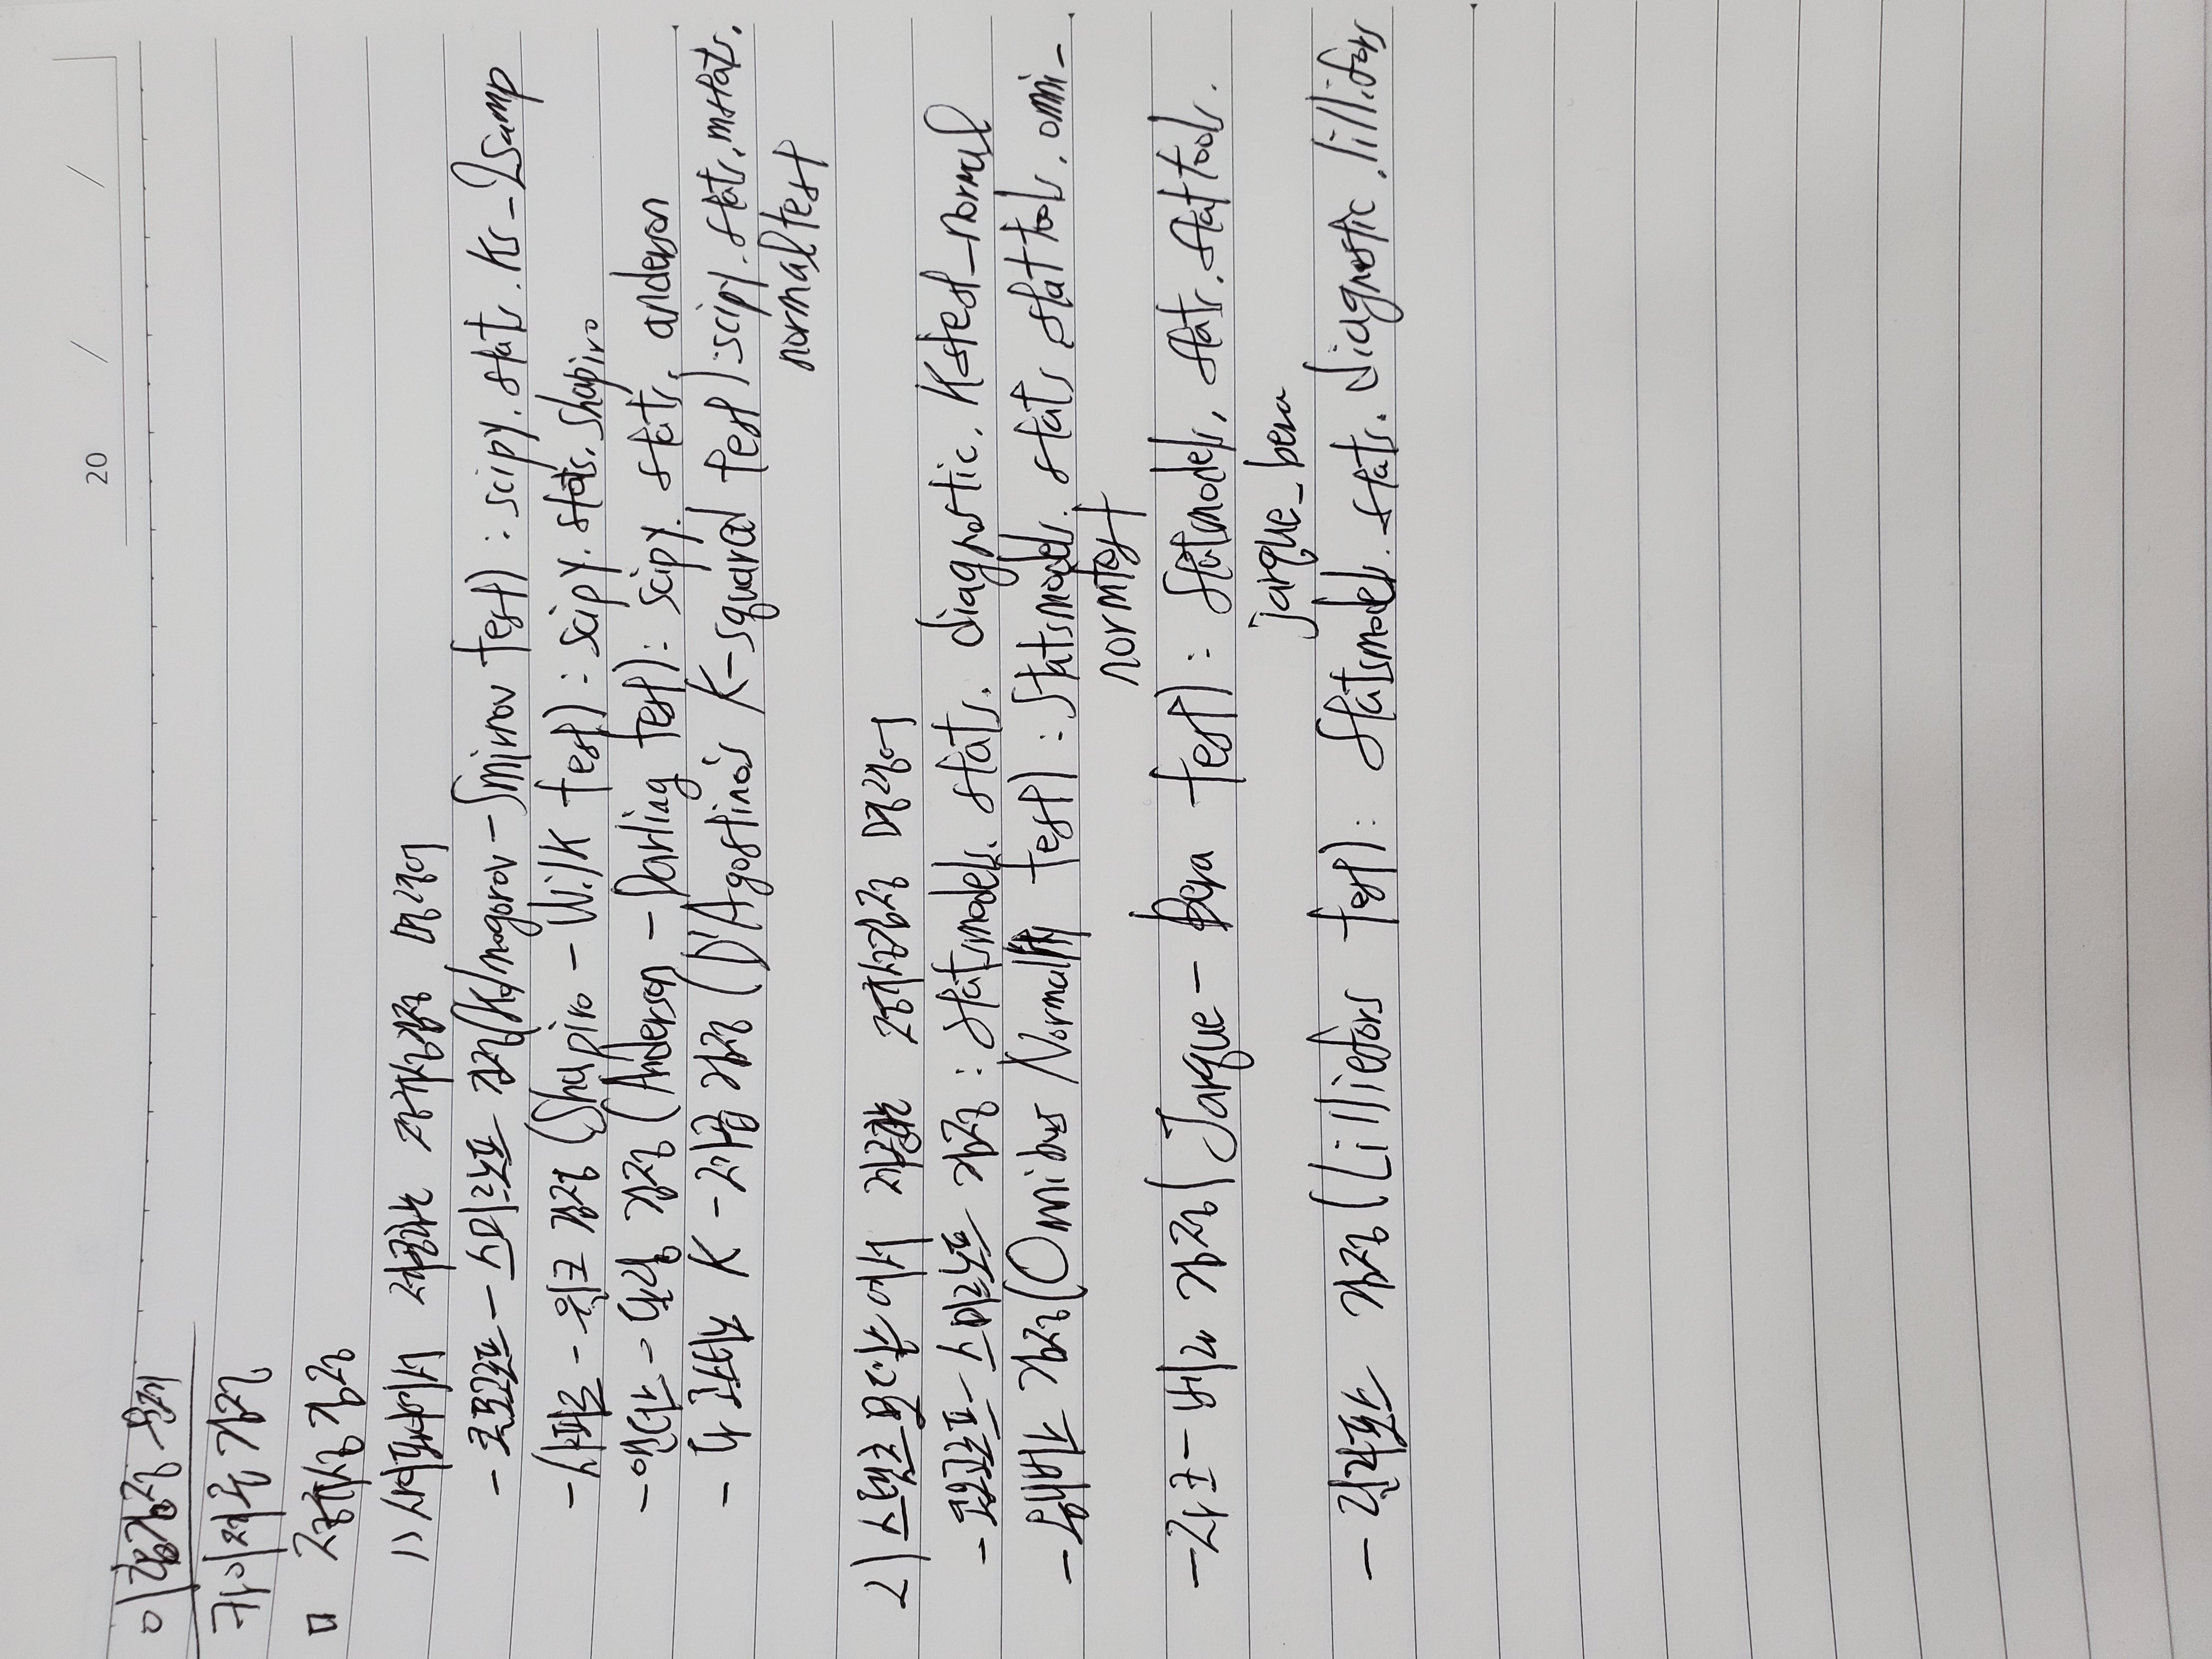 20 / /
이항검정 문제
카이제곱 검정
□ 정규성 검정
1) 사이파이에서 제공하는 정규성검정 명령어
- 콜모고로프 - 스미르노프 검정(Kolmogorov - Smirnov test) : scipy.stats.ks_2samp
- 샤피로 - 윌크 검정 (Shapiro - Wilk test) : scipy.stats.shapiro
- 앤더스 - 달링 검정 (Anderson - Darling test) : scipy.stats.anderson
- 다고스티노 K - 제곱 검정 (D'Agostino's K-squared test) : scipy.stats.mstats.
normaltest
2) 스탯츠모델스에서 제공하는 정규성검정 명령어
- 콜모고로프 - 스미르노프 검정 : statsmodels.stats.diagnostic.kstest_normal
- 옴니버스 검정(Omnibus Normality test) : Statsmodels.stats.stattools.omni_
normtest
- 자크 - 베라 검정( Jarque - Bera test) : statsmodels.stats.stattools.
jarque_bera
- 릴리포스 검정(Lilliefors test) : statsmodels.stats.diagnostic.lillifors